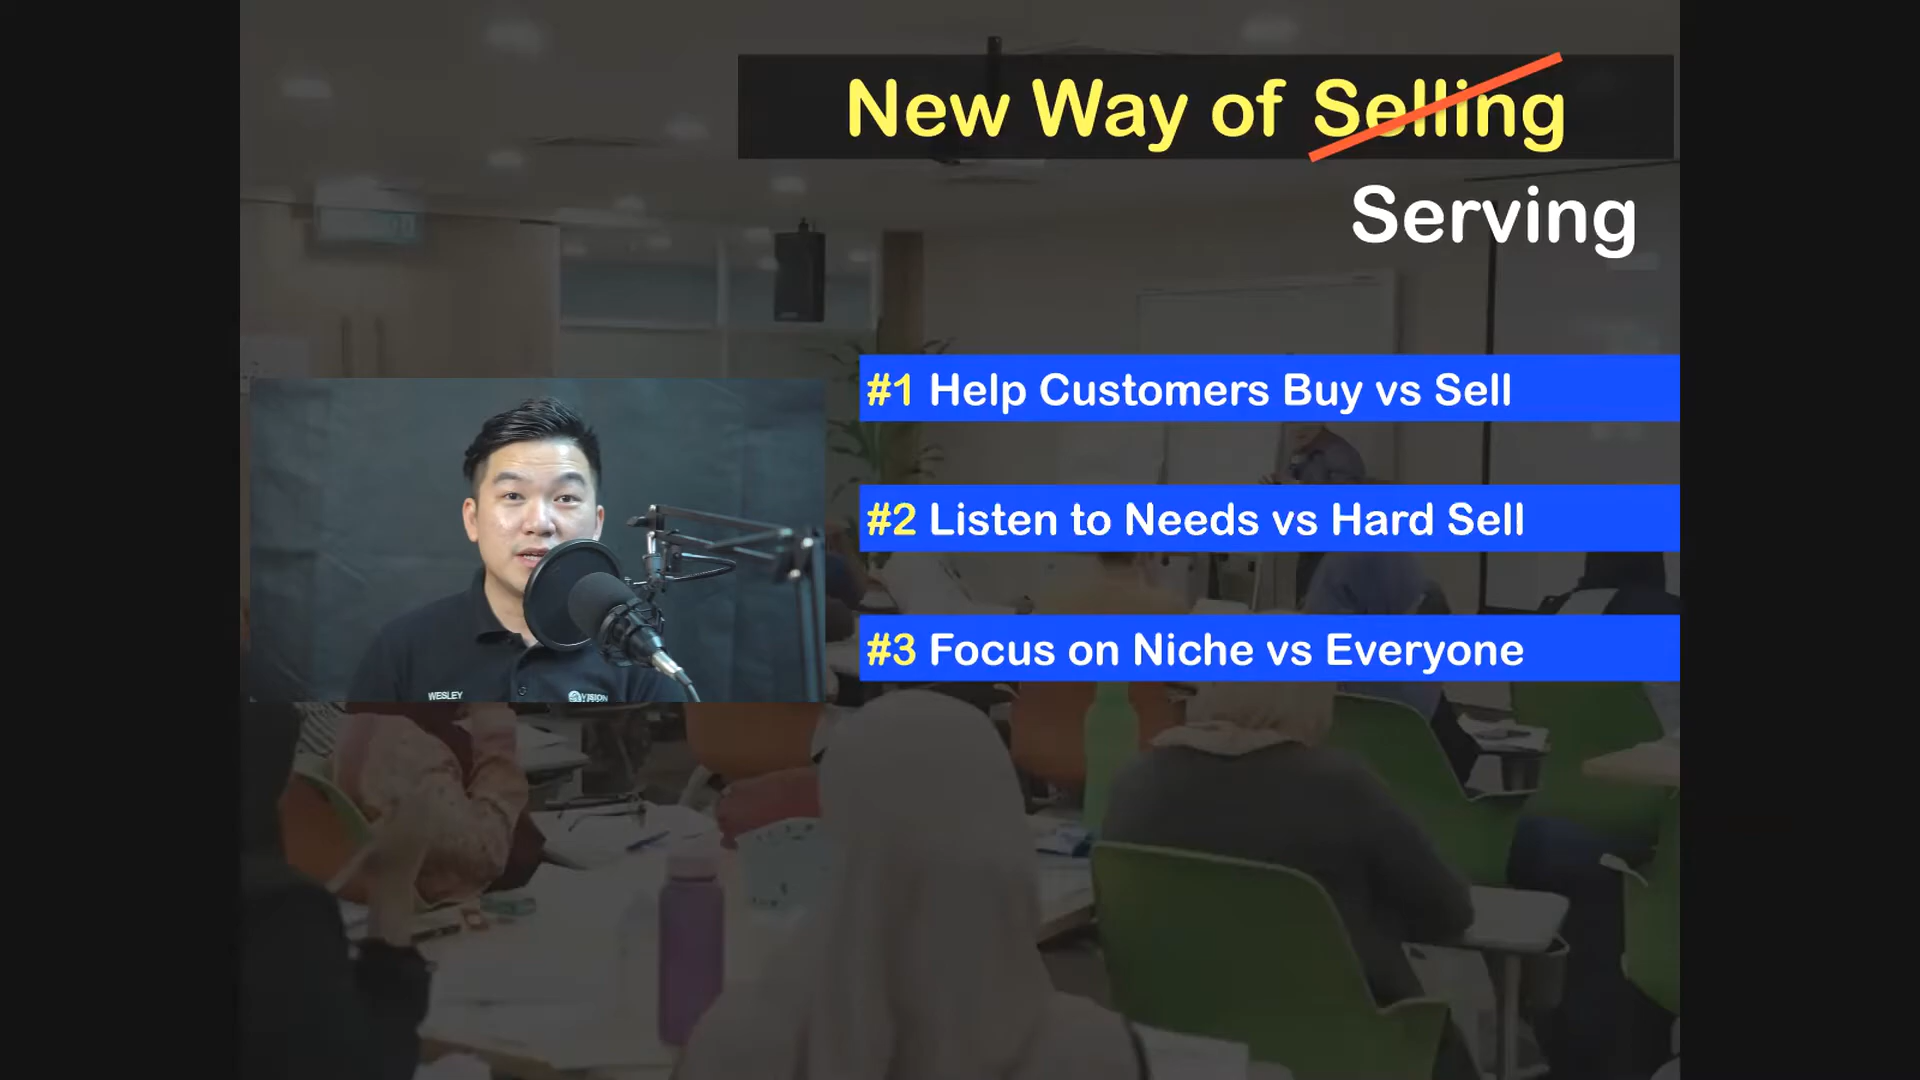 New Way of Selling
Serving
#1 Help Customers Buy vs Sell
#2 Listen to Needs vs Hard Sell
#3 Focus on Niche vs Everyone
WESLEY
VISION